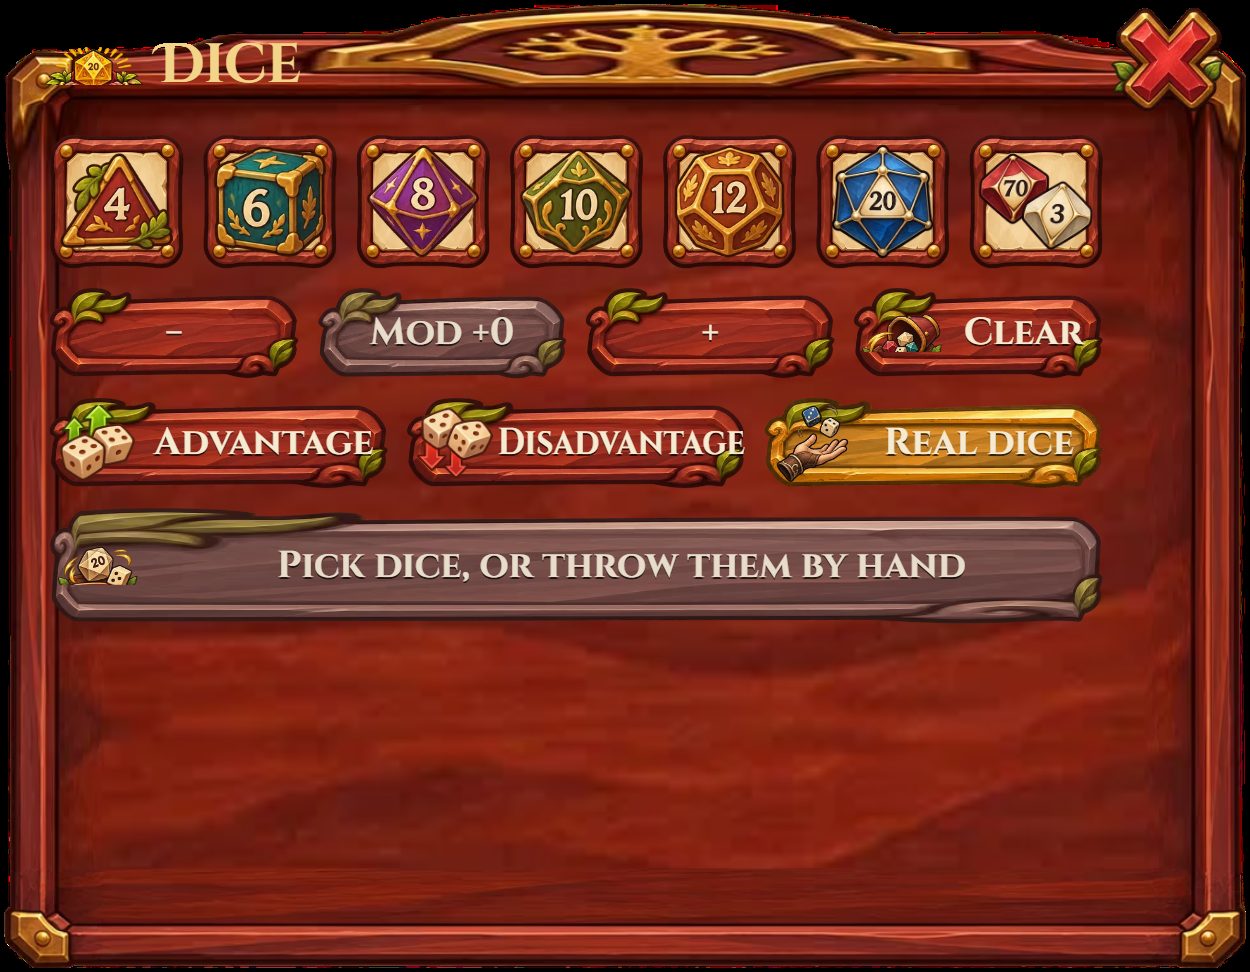 20 DICE
4 6 8 10 12 20 70 3
– MOD +0 + CLEAR
ADVANTAGE DISADVANTAGE REAL DICE
20 PICK DICE, OR THROW THEM BY HAND